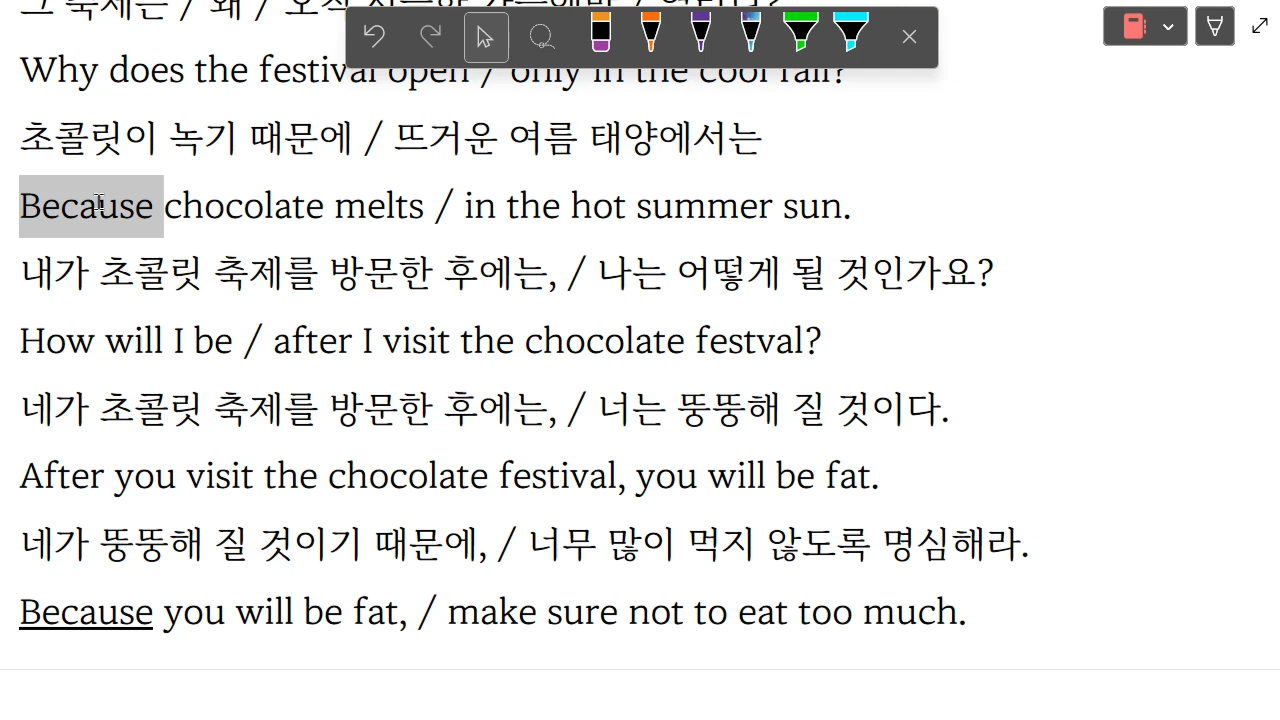 Why does the festival open / only in the cool fall?
초콜릿이 녹기 때문에 / 뜨거운 여름 태양에서는
Because chocolate melts / in the hot summer sun.
내가 초콜릿 축제를 방문한 후에는, / 나는 어떻게 될 것인가요?
How will I be / after I visit the chocolate festval?
네가 초콜릿 축제를 방문한 후에는, / 너는 뚱뚱해 질 것이다.
After you visit the chocolate festival, you will be fat.
네가 뚱뚱해 질 것이기 때문에, / 너무 많이 먹지 않도록 명심해라.
Because you will be fat, / make sure not to eat too much.